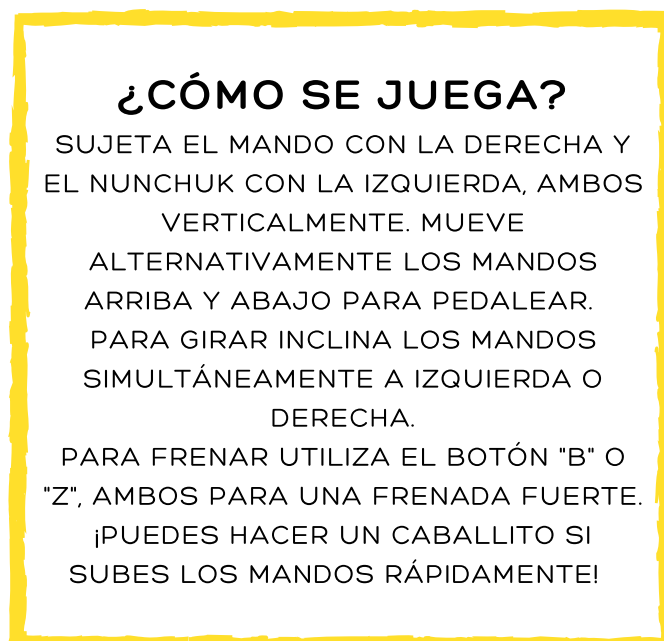 ¿CÓMO SE JUEGA?
SUJETA EL MANDO CON LA DERECHA Y
EL NUNCHUK CON LA IZQUIERDA, AMBOS
VERTICALMENTE. MUEVE
ALTERNATIVAMENTE LOS MANDOS
ARRIBA Y ABAJO PARA PEDALEAR.
PARA GIRAR INCLINA LOS MANDOS
SIMULTÁNEAMENTE A IZQUIERDA O
DERECHA.
PARA FRENAR UTILIZA EL BOTÓN "B" O
"Z", AMBOS PARA UNA FRENADA FUERTE.
¡PUEDES HACER UN CABALLITO SI
SUBES LOS MANDOS RÁPIDAMENTE!